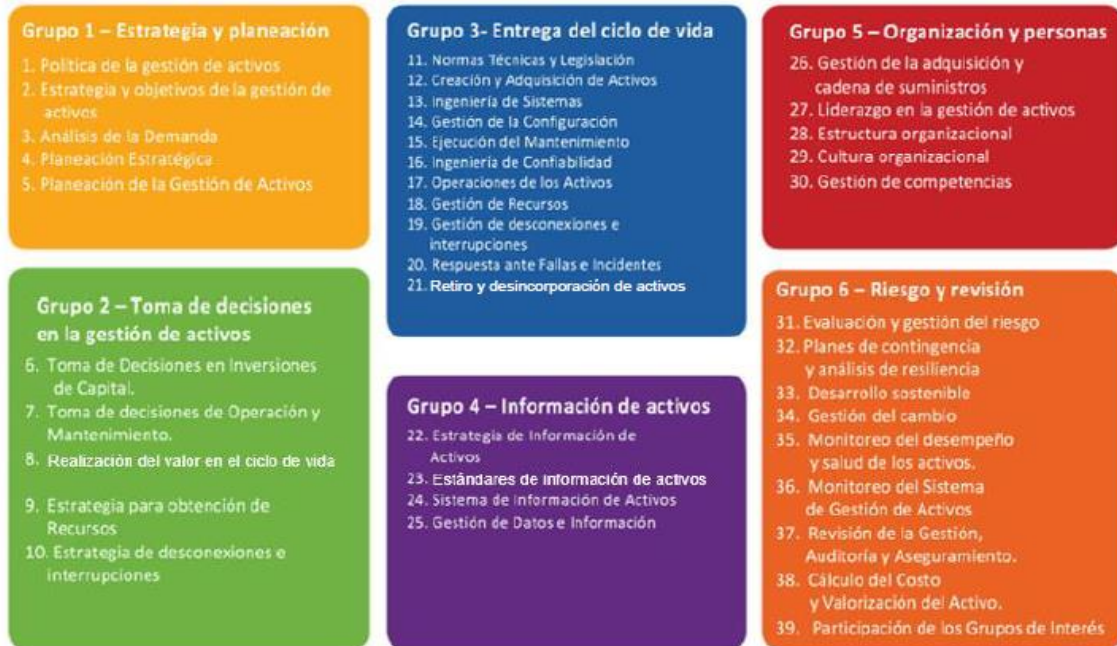 Grupo 1 – Estrategia y planeación
1. Política de la gestión de activos
2. Estrategia y objetivos de la gestión de
activos
3. Análisis de la Demanda
4. Planeación Estratégica
5. Planeación de la Gestión de Activos
Grupo 2 – Toma de decisiones
en la gestión de activos
6. Toma de Decisiones en Inversiones
de Capital.
7. Toma de decisiones de Operación y
Mantenimiento.
8. Realización del valor en el ciclo de vida
9. Estrategia para obtención de
Recursos
10. Estrategia de desconexiones e
interrupciones
Grupo 3- Entrega del ciclo de vida
11. Normas Técnicas y Legislación
12. Creación y Adquisición de Activos
13. Ingeniería de Sistemas
14. Gestión de la Configuración
15. Ejecución del Mantenimiento
16. Ingeniería de Confiabilidad
17. Operaciones de los Activos
18. Gestión de Recursos
19. Gestión de desconexiones e
interrupciones
20. Respuesta ante Fallas e Incidentes
21. Retiro y desincorporación de activos
Grupo 4 – Información de activos
22. Estrategia de Información de
Activos
23. Estándares de información de activos
24. Sistema de Información de Activos
25. Gestión de Datos e Información
Grupo 5 – Organización y personas
26. Gestión de la adquisición y
cadena de suministros
27. Liderazgo en la gestión de activos
28. Estructura organizacional
29. Cultura organizacional
30. Gestión de competencias
Grupo 6 – Riesgo y revisión
31. Evaluación y gestión del riesgo
32. Planes de contingencia
y análisis de resiliencia
33. Desarrollo sostenible
34. Gestión del cambio
35. Monitoreo del desempeño
y salud de los activos.
36. Monitoreo del Sistema
de Gestión de Activos
37. Revisión de la Gestión,
Auditoría y Aseguramiento.
38. Cálculo del Costo
y Valorización del Activo.
39. Participación de los Grupos de Interés